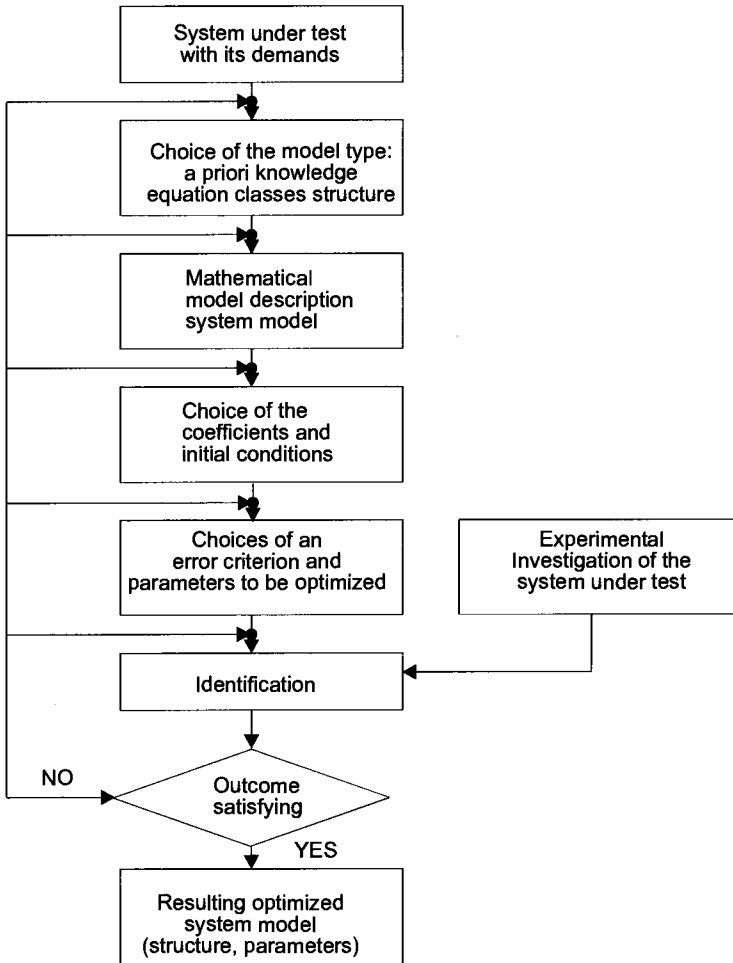 System under test
with its demands
Choice of the model type:
a priori knowledge
equation classes structure
Mathematical
model description
system model
Choice of the
coefficients and
initial conditions
Choices of an
error criterion and
parameters to be optimized
Experimental
Investigation of the
system under test
Identification
NO
Outcome
satisfying
YES
Resulting optimized
system model
(structure, parameters)